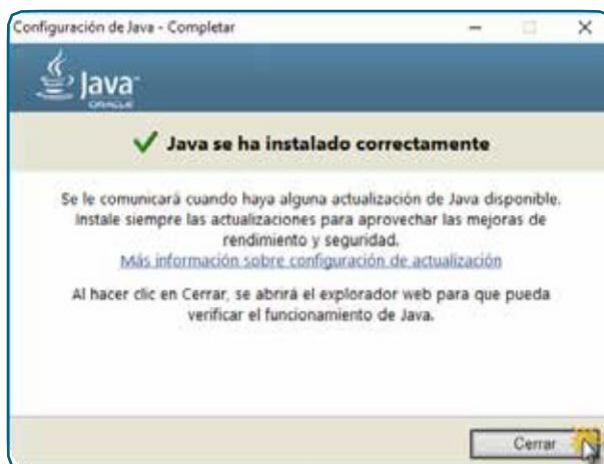 Configuración de Java - Completar
Java
ORACLE
Java se ha instalado correctamente
Se le comunicará cuando haya alguna actualización de Java disponible.
Instale siempre las actualizaciones para aprovechar las mejoras de
rendimiento y seguridad.
Más información sobre configuración de actualización
Al hacer clic en Cerrar, se abrirá el explorador web para que pueda
verificar el funcionamiento de Java.
Cerrar